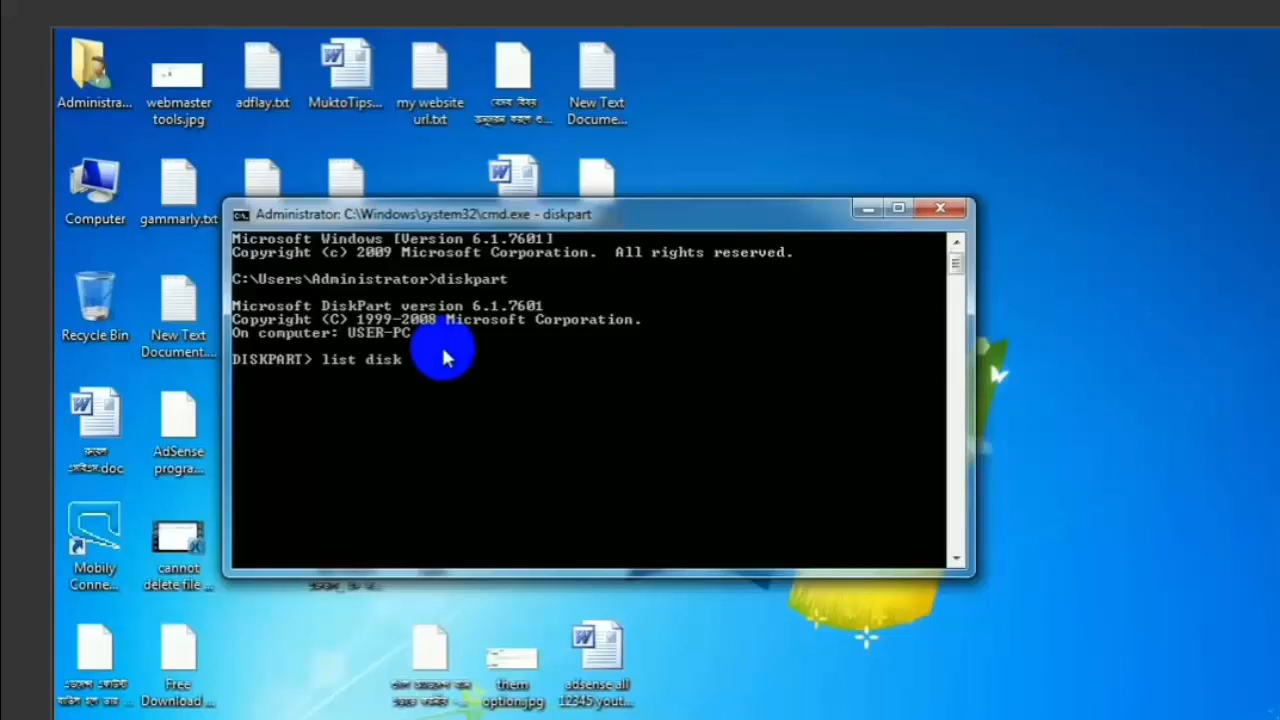 Administra...
webmaster
tools.jpg
adflay.txt
MuktoTips...
my website
url.txt
New Text
Docume...
Computer
gammarly.txt
Administrator: C:\Windows\system32\cmd.exe - diskpart
Microsoft Windows [Version 6.1.7601]
Copyright (c) 2009 Microsoft Corporation.  All rights reserved.
C:\Users\Administrator>diskpart
Microsoft DiskPart version 6.1.7601
Copyright (C) 1999-2008 Microsoft Corporation.
On computer: USER-PC
DISKPART> list disk
Recycle Bin
New Text
Document....
AdSense
progra...
Mobily
Conne...
cannot
delete file ...
Free
Download ...
them
option.jpg
adsense all
12345 yout...